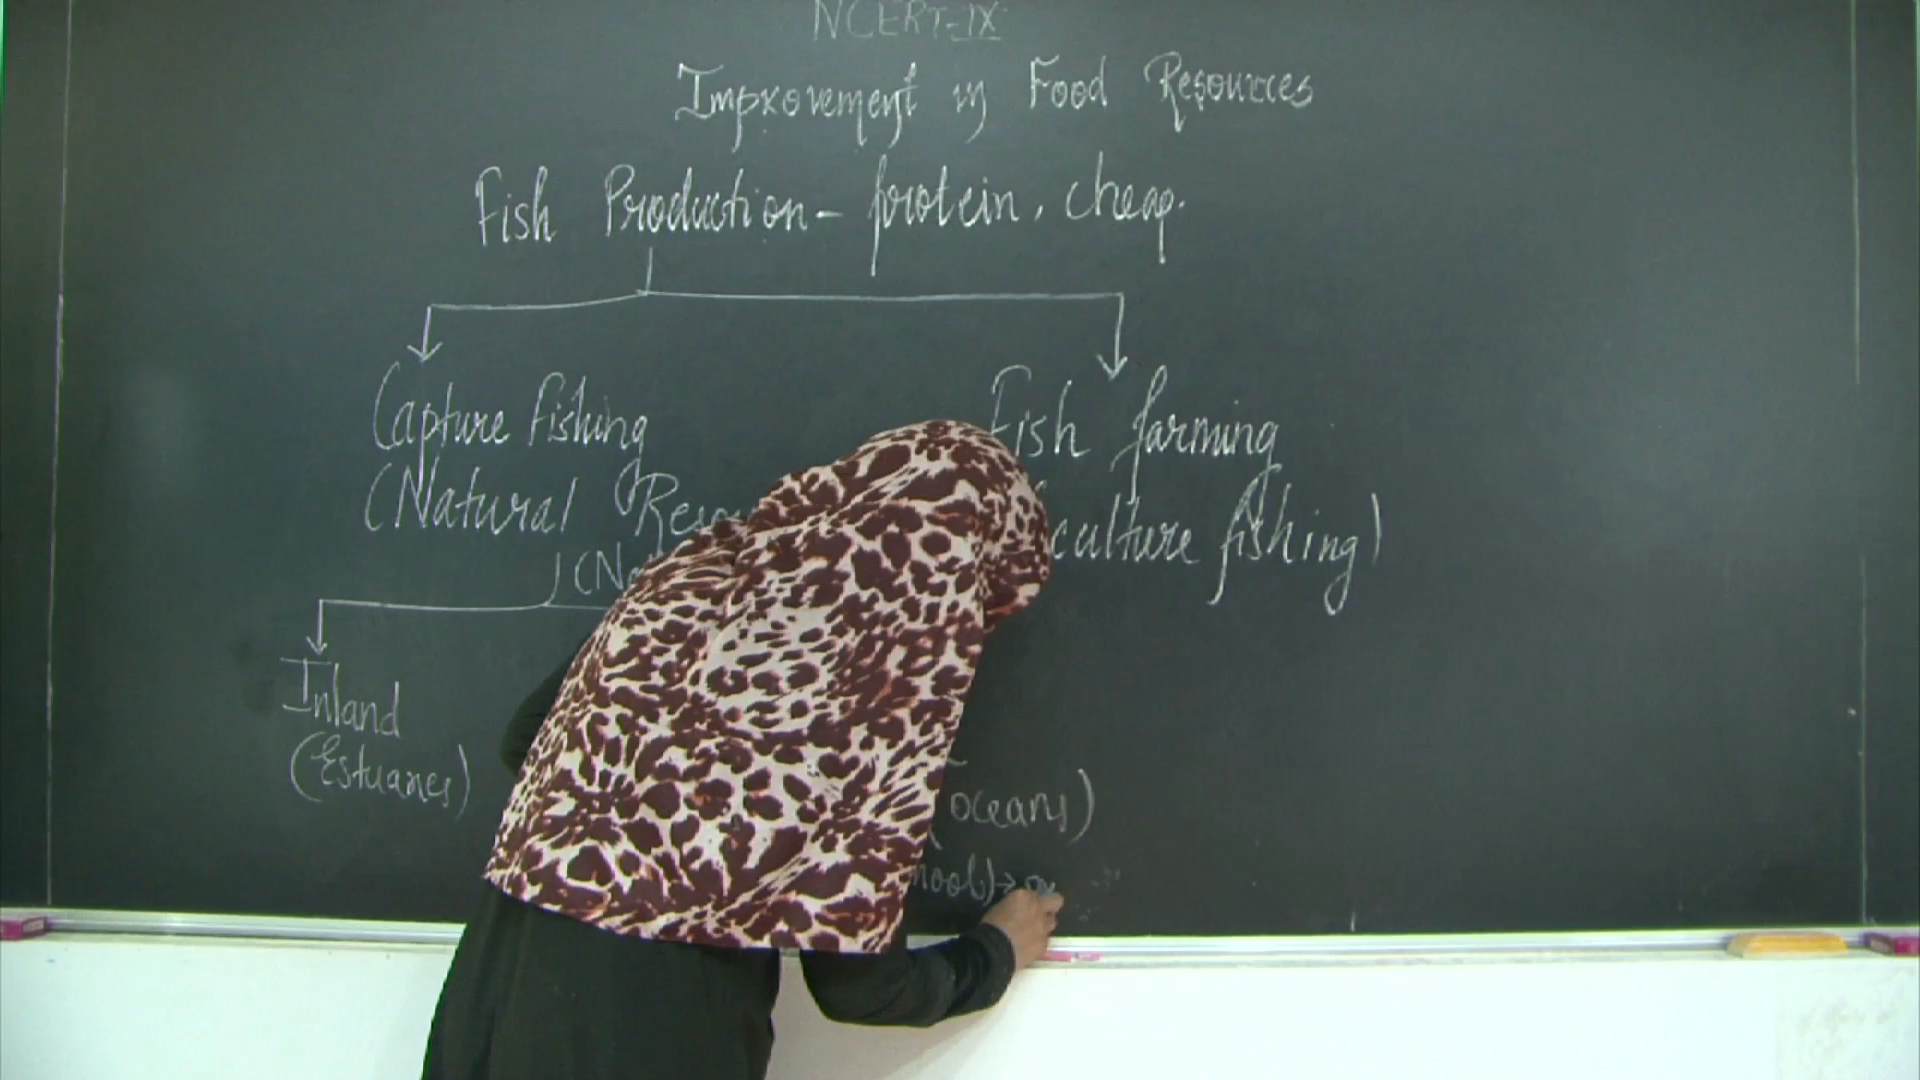 NCERT-IX
Improvement in Food Resources
Fish Production - protein, cheap.
Capture fishing
Fish farming
(Natural
culture fishing)
Inland
(Estuaries)
(oceans)